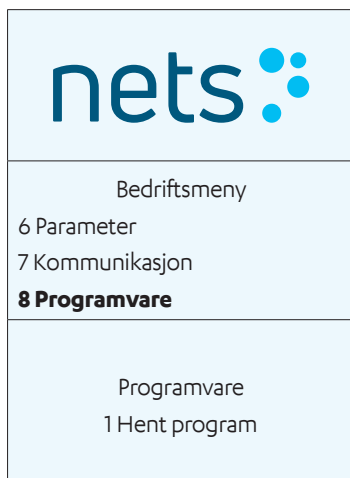 nets
Bedriftsmeny
6 Parameter
7 Kommunikasjon
8 Programvare
Programvare
1 Hent program